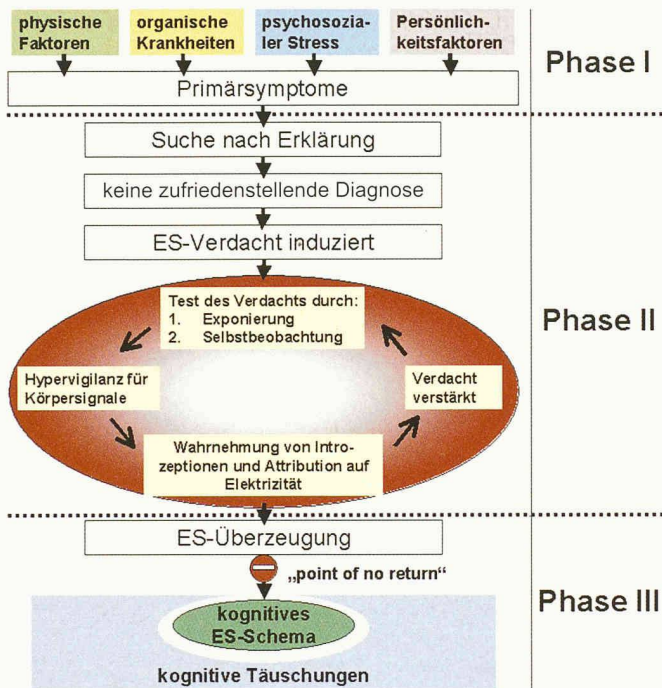 physische
Faktoren
organische
Krankheiten
psychosozia-
ler Stress
Persönlich-
keitsfaktoren
Primärsymptome
Phase I
Suche nach Erklärung
keine zufriedenstellende Diagnose
ES-Verdacht induziert
Test des Verdachts durch:
1. Exponierung
2. Selbstbeobachtung
Hypervigilanz für
Körpersignale
Verdacht
verstärkt
Wahrnehmung von Intro-
zeptionen und Attribution auf
Elektrizität
Phase II
ES-Überzeugung
„point of no return“
kognitives
ES-Schema
kognitive Täuschungen
Phase III